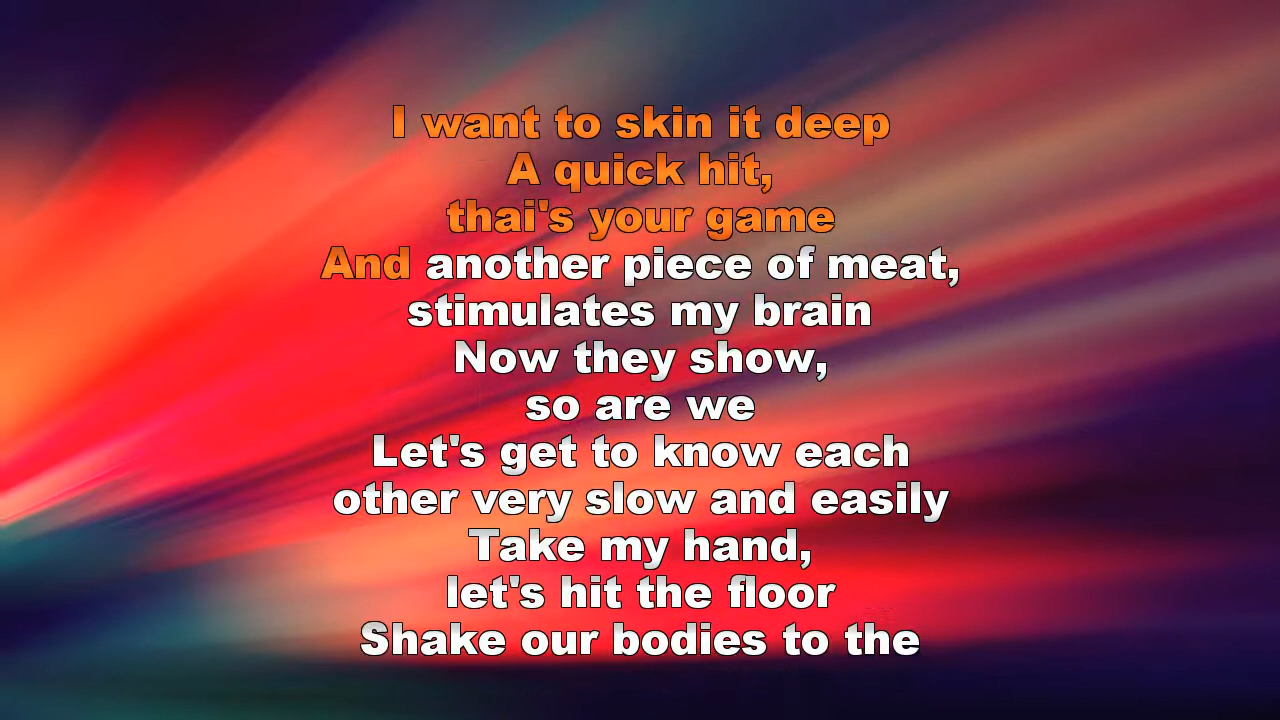 I want to skin it deep
A quick hit,
thai's your game
And another piece of meat,
stimulates my brain
Now they show,
so are we
Let's get to know each
other very slow and easily
Take my hand,
let's hit the floor
Shake our bodies to the